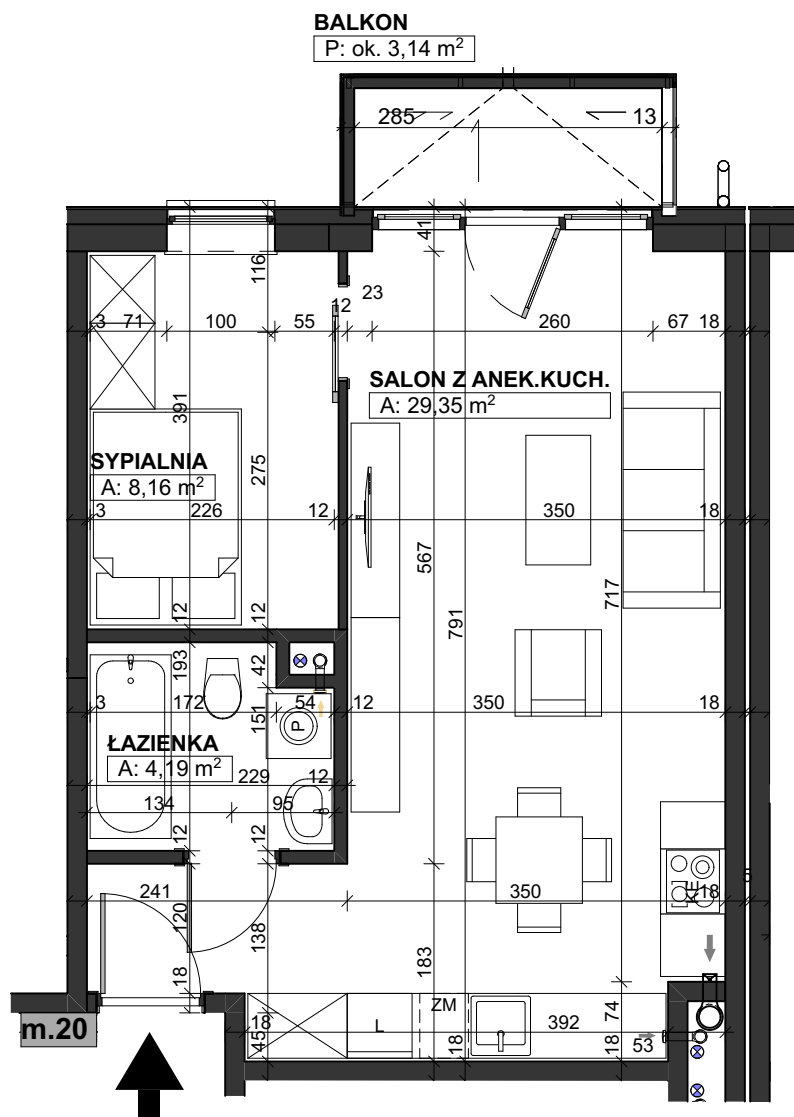 BALKON
P: ok. 3,14 m²
285 13
41
116
23
12
3 71 100 55 260 67 18
SALON Z ANEK.KUCH.
A: 29,35 m²
391
275
SYPIALNIA
A: 8,16 m²
3 226 12 350 18
567
791
717
12 12
193 42
3 172 54 12 350 18
151
P
ŁAZIENKA
A: 4,19 m²
229 12
134 95
12 12
KE
5
241 350 18
120
138
183
18
74
ZM
L
18 392
m.20
45 18 18 53